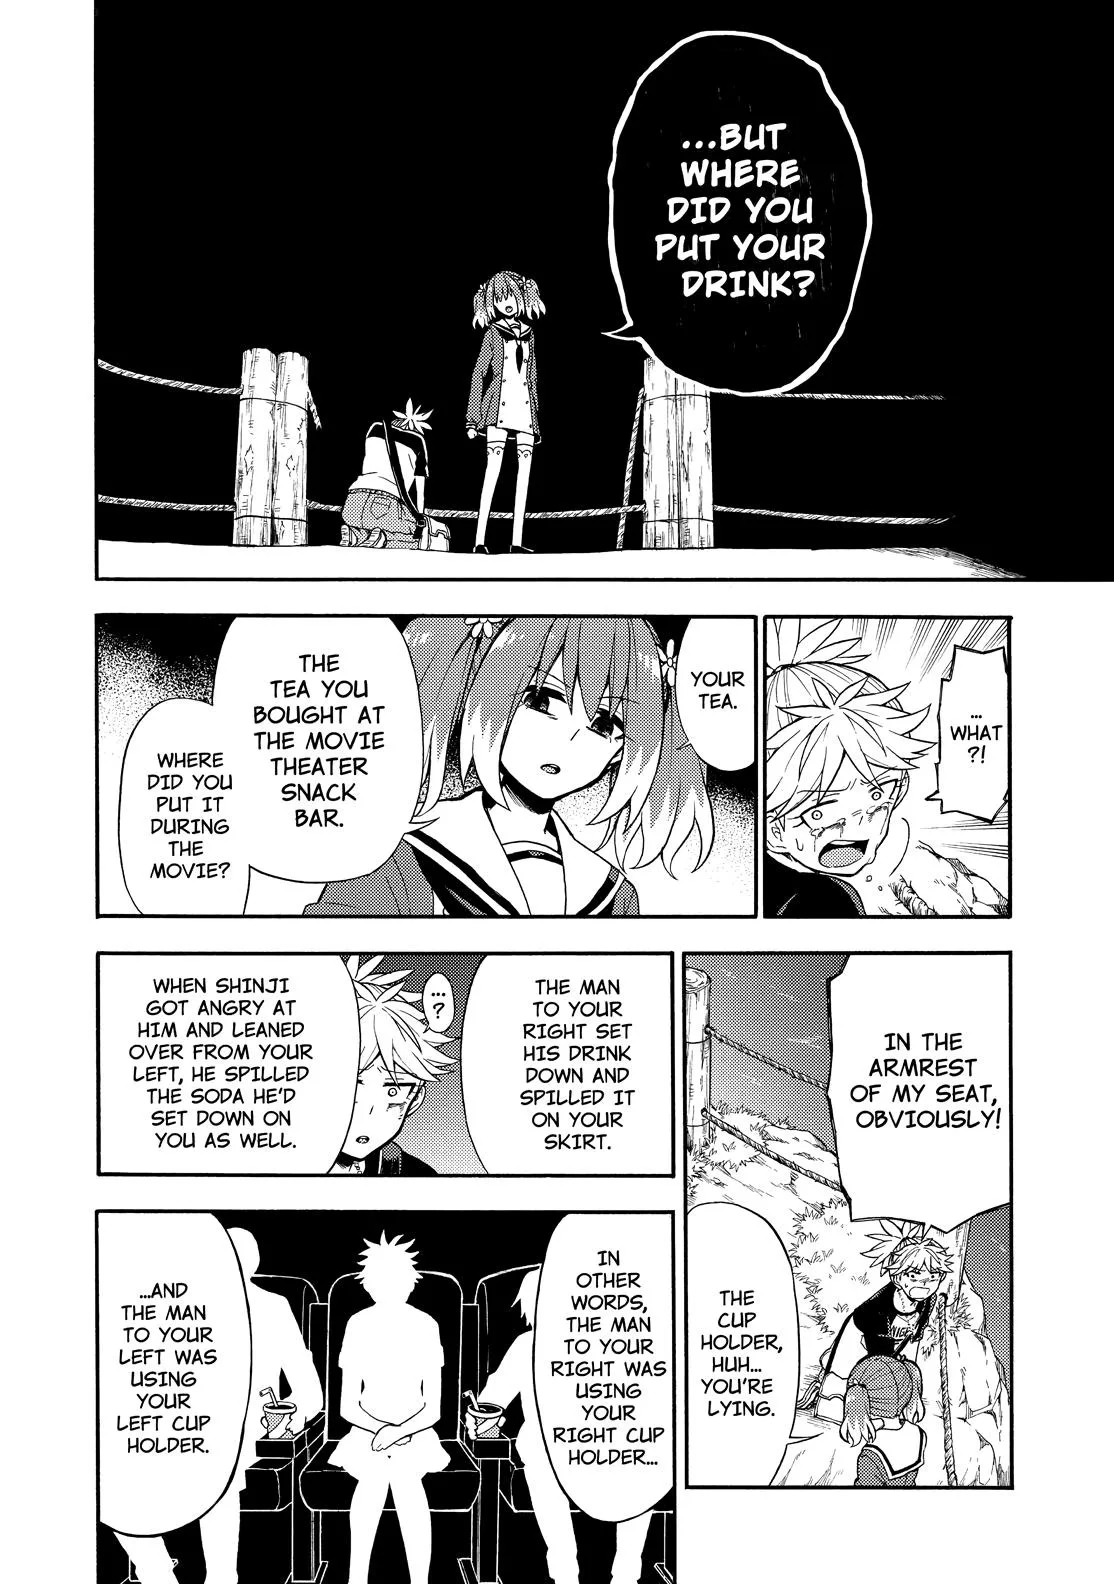 ...BUT
WHERE
DID YOU
PUT YOUR
DRINK?
...
WHAT
?!
YOUR
TEA.
THE
TEA YOU
BOUGHT AT
THE MOVIE
THEATER
SNACK
BAR.
WHERE
DID YOU
PUT IT
DURING
THE
MOVIE?
IN THE
ARMREST
OF MY SEAT,
OBVIOUSLY!
THE
CUP
HOLDER,
HUH...
YOU'RE
LYING.
THE MAN
TO YOUR
RIGHT SET
HIS DRINK
DOWN AND
SPILLED IT
ON YOUR
SKIRT.
...
?
WHEN SHINJI
GOT ANGRY AT
HIM AND LEANED
OVER FROM YOUR
LEFT, HE SPILLED
THE SODA HE'D
SET DOWN ON
YOU AS WELL.
IN
OTHER
WORDS,
THE MAN
TO YOUR
RIGHT WAS
USING
YOUR
RIGHT CUP
HOLDER...
...AND
THE MAN
TO YOUR
LEFT WAS
USING
YOUR
LEFT CUP
HOLDER.